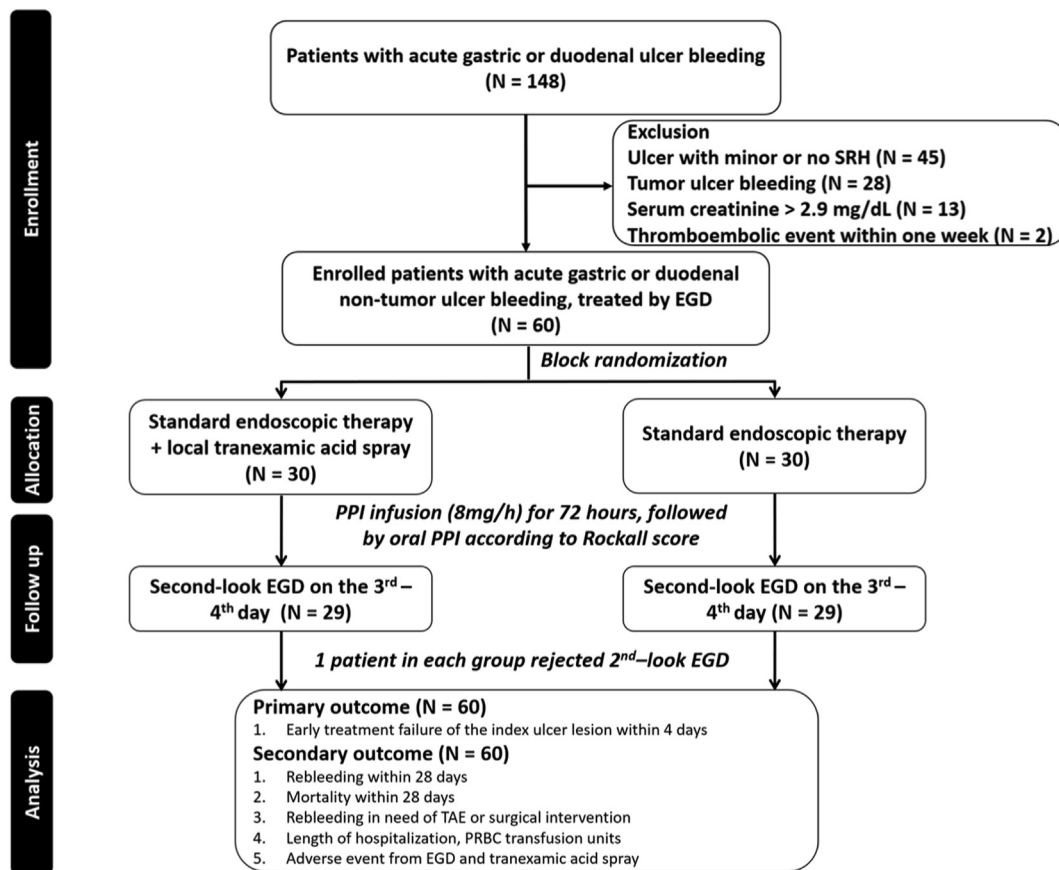 Enrollment
Patients with acute gastric or duodenal ulcer bleeding
(N = 148)
Exclusion
Ulcer with minor or no SRH (N = 45)
Tumor ulcer bleeding (N = 28)
Serum creatinine > 2.9 mg/dL (N = 13)
Thromboembolic event within one week (N = 2)
Enrolled patients with acute gastric or duodenal
non-tumor ulcer bleeding, treated by EGD
(N = 60)
Block randomization
Allocation
Standard endoscopic therapy
+ local tranexamic acid spray
(N = 30)
Standard endoscopic therapy
(N = 30)
Follow up
PPI infusion (8mg/h) for 72 hours, followed
by oral PPI according to Rockall score
Second-look EGD on the 3rd –
4th day (N = 29)
Second-look EGD on the 3rd –
4th day (N = 29)
1 patient in each group rejected 2nd–look EGD
Analysis
Primary outcome (N = 60)
1. Early treatment failure of the index ulcer lesion within 4 days
Secondary outcome (N = 60)
1. Rebleeding within 28 days
2. Mortality within 28 days
3. Rebleeding in need of TAE or surgical intervention
4. Length of hospitalization, PRBC transfusion units
5. Adverse event from EGD and tranexamic acid spray